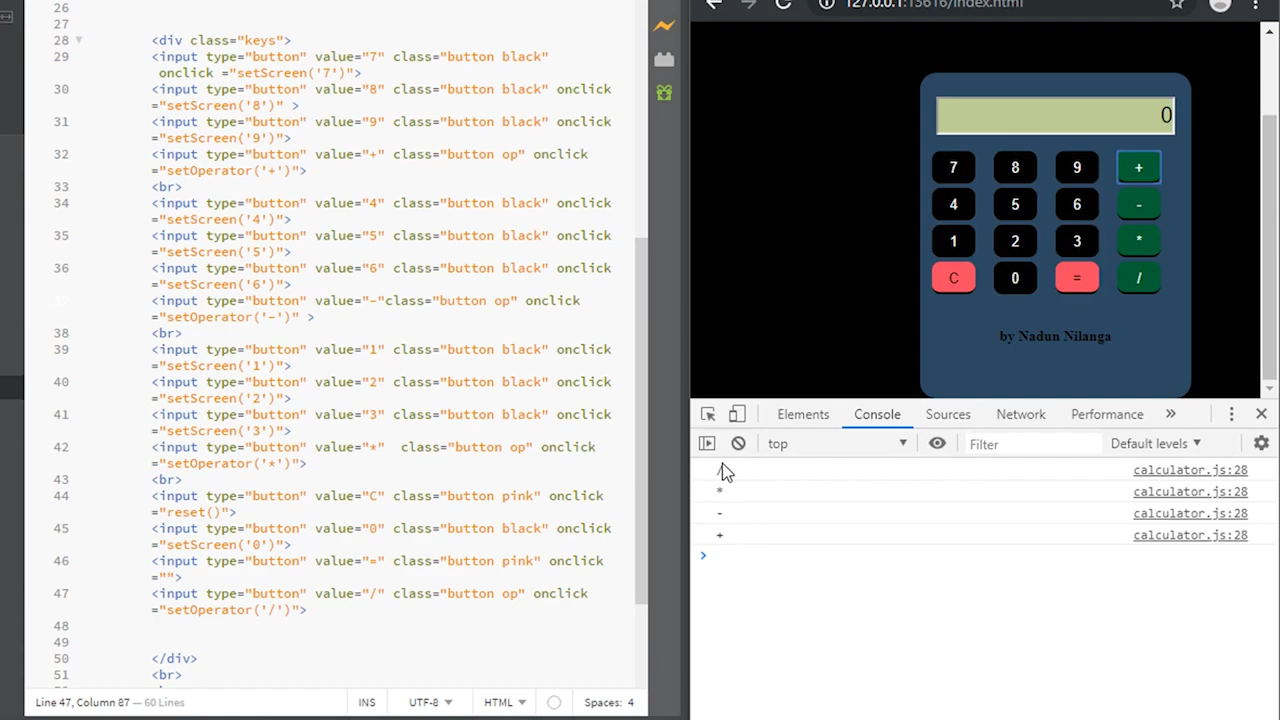 26
27
28 <div class="keys">
29 <input type="button" value="7" class="button black"
onclick ="setScreen('7')">
30 <input type="button" value="8" class="button black" onclick
="setScreen('8')" >
31 <input type="button" value="9" class="button black" onclick
="setScreen('9')">
32 <input type="button" value="+" class="button op" onclick
="setOperator('+')">
33 <br>
34 <input type="button" value="4" class="button black" onclick
="setScreen('4')">
35 <input type="button" value="5" class="button black" onclick
="setScreen('5')">
36 <input type="button" value="6" class="button black" onclick
="setScreen('6')">
<input type="button" value="-"class="button op" onclick
="setOperator('-')" >
38 <br>
39 <input type="button" value="1" class="button black" onclick
="setScreen('1')">
40 <input type="button" value="2" class="button black" onclick
="setScreen('2')">
41 <input type="button" value="3" class="button black" onclick
="setScreen('3')">
42 <input type="button" value="*"  class="button op" onclick
="setOperator('*')">
43 <br>
44 <input type="button" value="C" class="button pink" onclick
="reset()">
45 <input type="button" value="0" class="button black" onclick
="setScreen('0')">
46 <input type="button" value="=" class="button pink" onclick
="">
47 <input type="button" value="/" class="button op" onclick
="setOperator('/')">
48
49
50 </div>
51 <br>
Line 47, Column 87 — 60 Lines INS UTF-8 HTML Spaces: 4
127.0.0.1:13616/index.html
0
7 8 9 +
4 5 6 -
1 2 3 *
C 0 = /
by Nadun Nilanga
Elements Console Sources Network Performance »
top Filter Default levels
calculator.js:28
* calculator.js:28
- calculator.js:28
+ calculator.js:28
>